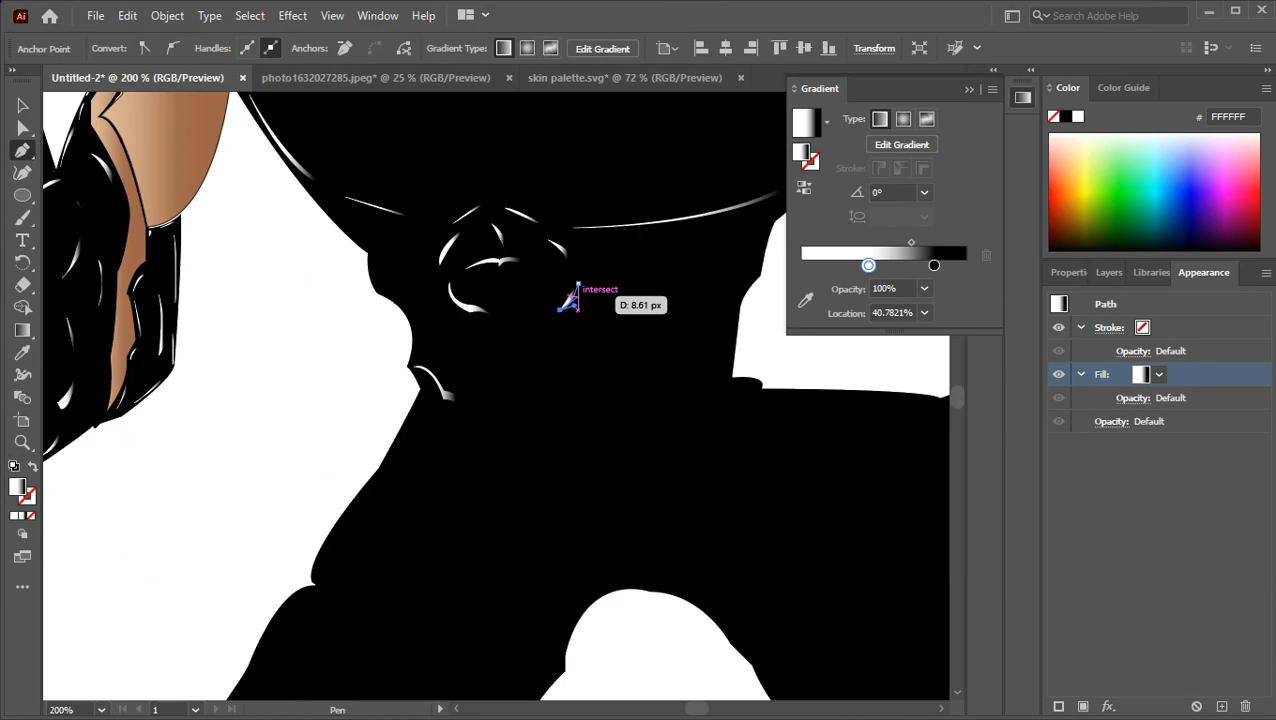 Ai File Edit Object Type Select Effect View Window Help Search Adobe Help
Anchor Point Convert: Handles: Anchors: Gradient Type: Edit Gradient Transform
Untitled-2* @ 200 % (RGB/Preview) × photo1632027285.jpeg* @ 25 % (RGB/Preview) × skin palette.svg* @ 72 % (RGB/Preview) ×
Gradient
Type:
Edit Gradient
Stroke:
0°
Opacity: 100%
Location: 40.7821%
Color Color Guide
# FFFFFF
Properti Layers Libraries Appearance
Path
Stroke:
Opacity: Default
Fill:
Opacity: Default
Opacity: Default
fx.
intersect
D: 8.61 px
200% 1 Pen